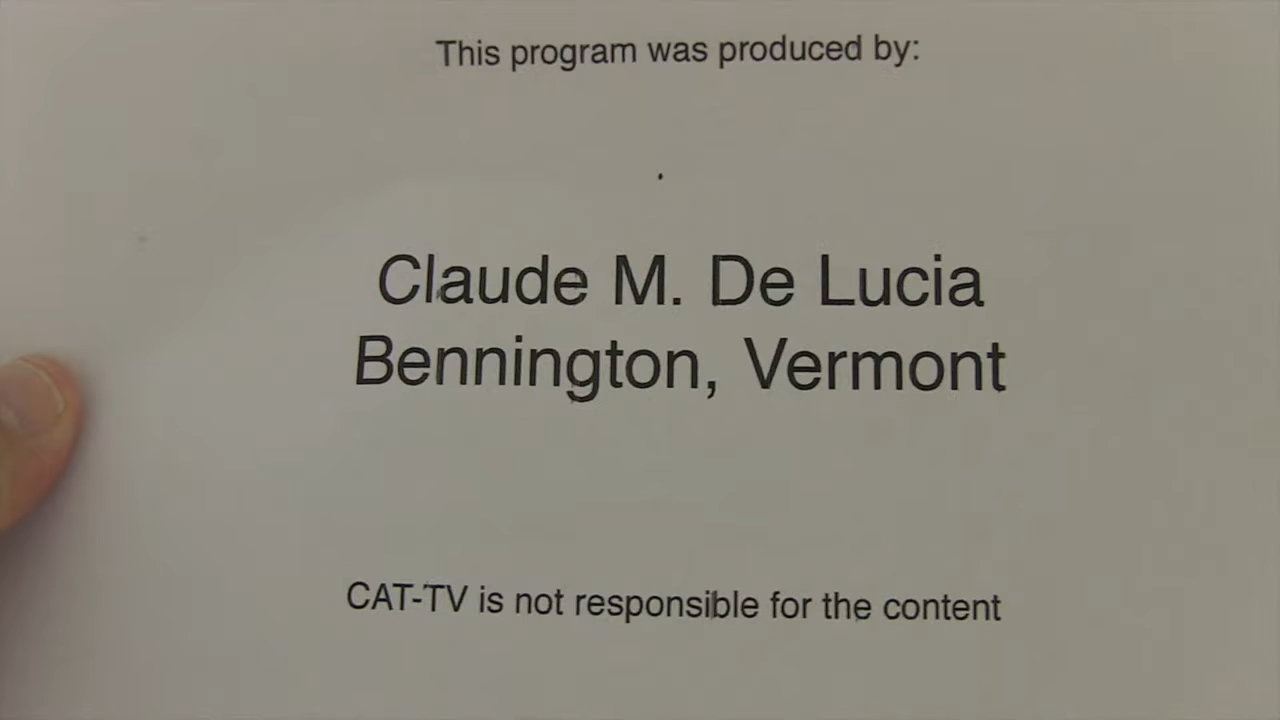 This program was produced by:
Claude M. De Lucia
Bennington, Vermont
CAT-TV is not responsible for the content